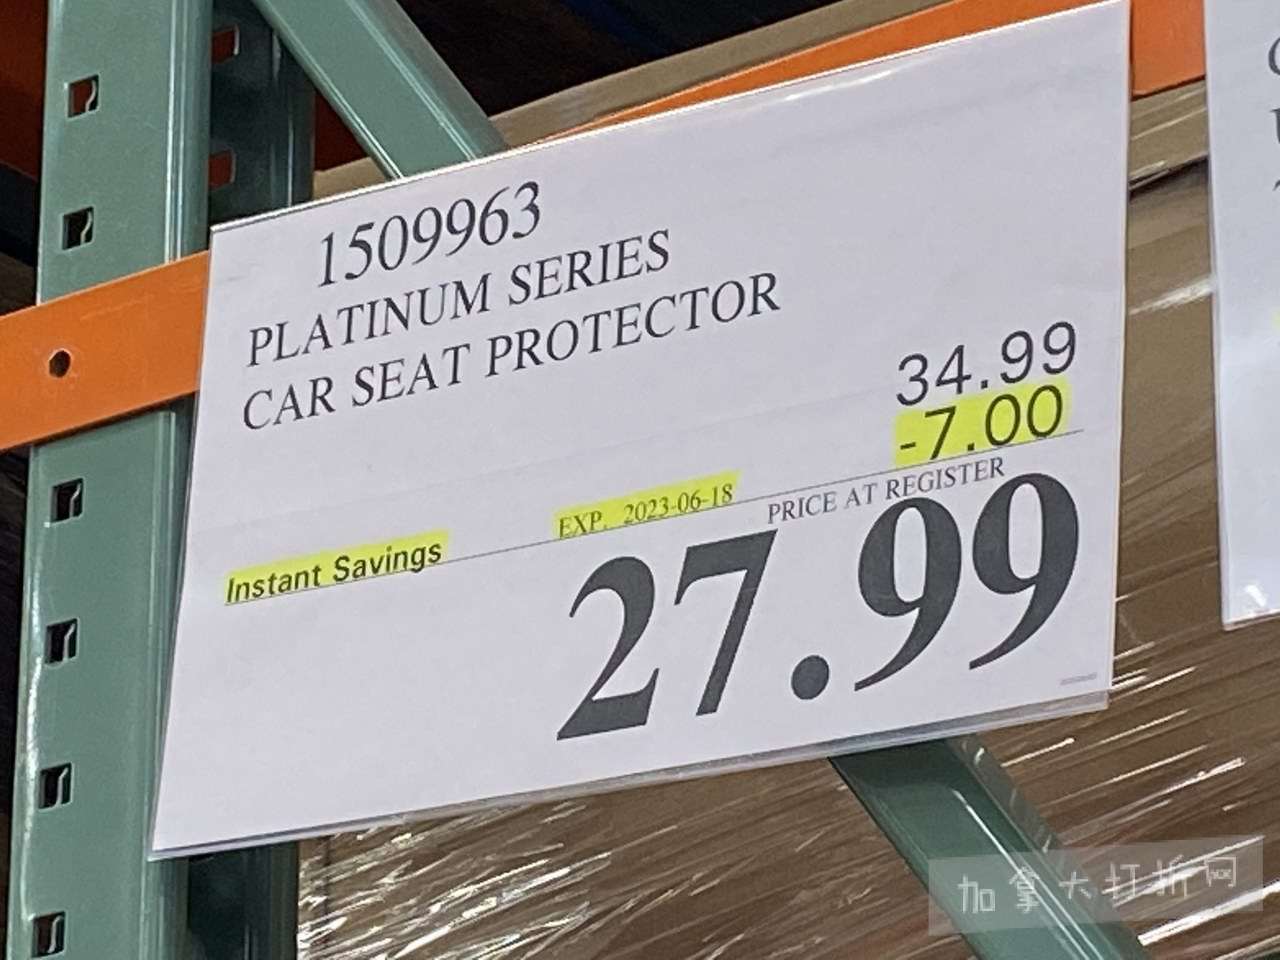 1509963
PLATINUM SERIES
CAR SEAT PROTECTOR
34.99
-7.00
Instant Savings
EXP. 2023-06-18
PRICE AT REGISTER
27.99
加拿大打折网